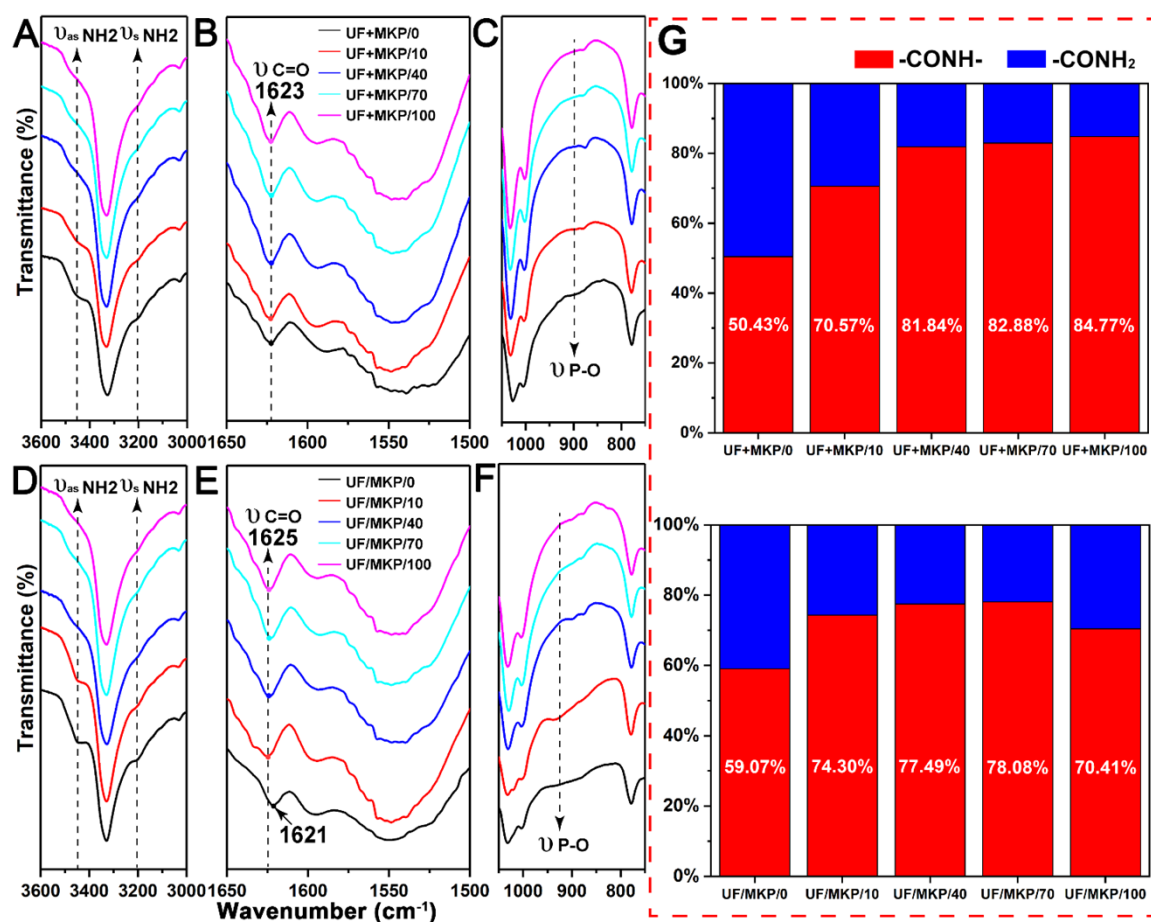 A
υas NH2 υs NH2
Transmittance (%)
3600 3400 3200 3000
B
υ C=O
1623
UF+MKP/0
UF+MKP/10
UF+MKP/40
UF+MKP/70
UF+MKP/100
1650 1600 1550 1500
C
υ P-O
1000 900 800
D
υas NH2 υs NH2
Transmittance (%)
3600 3400 3200 3000
E
υ C=O
1625
UF/MKP/0
UF/MKP/10
UF/MKP/40
UF/MKP/70
UF/MKP/100
1621
1650 1600 1550 1500
F
υ P-O
1000 900 800
Wavenumber (cm-1)
G
-CONH- -CONH2
100%
80%
60%
40%
20%
0%
50.43% 70.57% 81.84% 82.88% 84.77%
UF+MKP/0 UF+MKP/10 UF+MKP/40 UF+MKP/70 UF+MKP/100
100%
80%
60%
40%
20%
0%
59.07% 74.30% 77.49% 78.08% 70.41%
UF/MKP/0 UF/MKP/10 UF/MKP/40 UF/MKP/70 UF/MKP/100